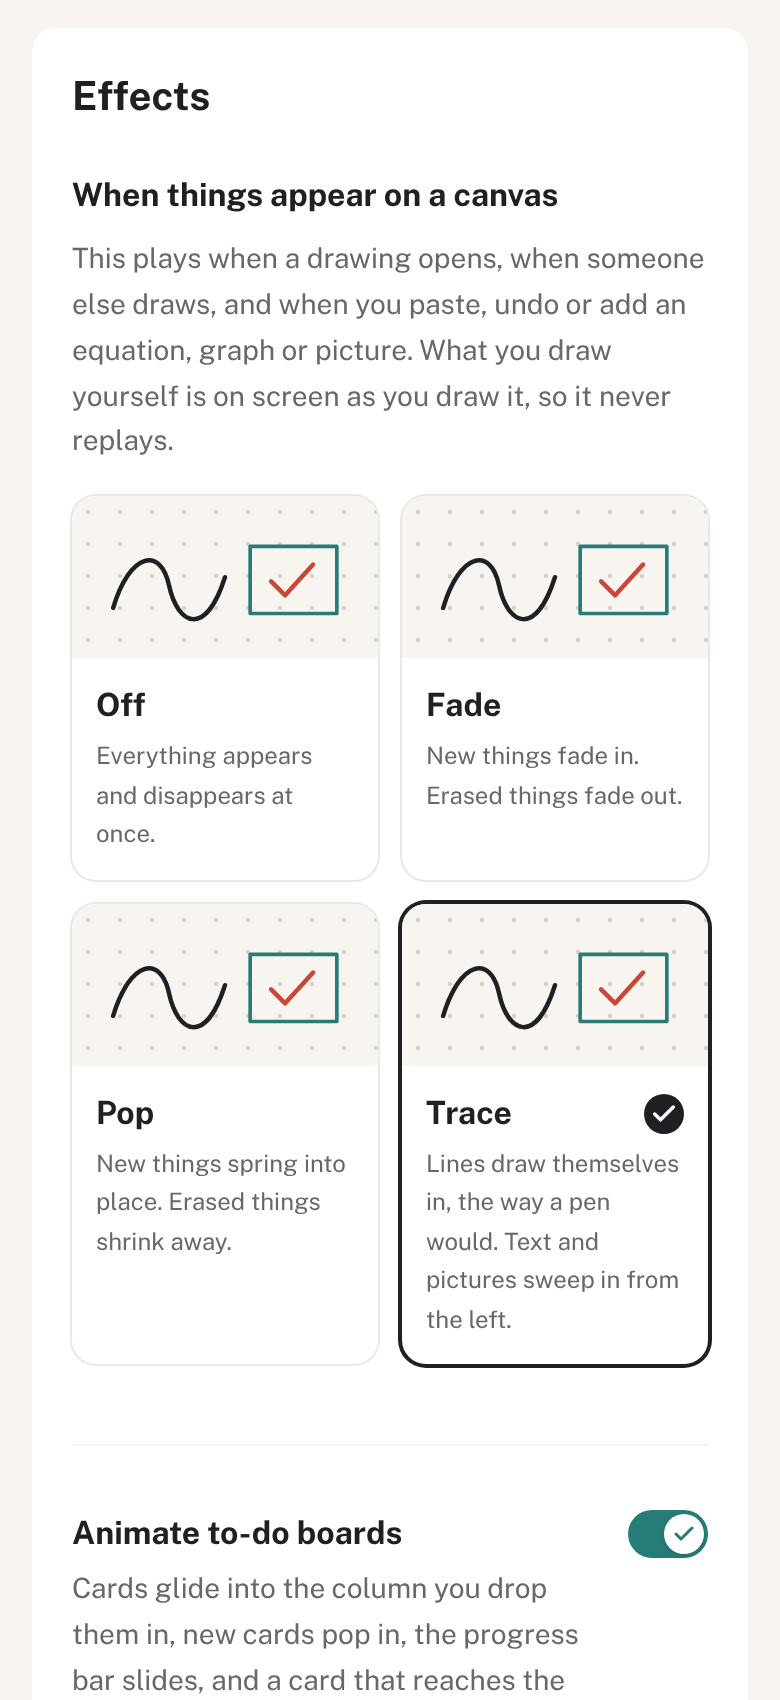 Effects
When things appear on a canvas
This plays when a drawing opens, when someone
else draws, and when you paste, undo or add an
equation, graph or picture. What you draw
yourself is on screen as you draw it, so it never
replays.
Off
Everything appears
and disappears at
once.
Fade
New things fade in.
Erased things fade out.
Pop
New things spring into
place. Erased things
shrink away.
Trace
Lines draw themselves
in, the way a pen
would. Text and
pictures sweep in from
the left.
Animate to-do boards
Cards glide into the column you drop
them in, new cards pop in, the progress
bar slides, and a card that reaches the